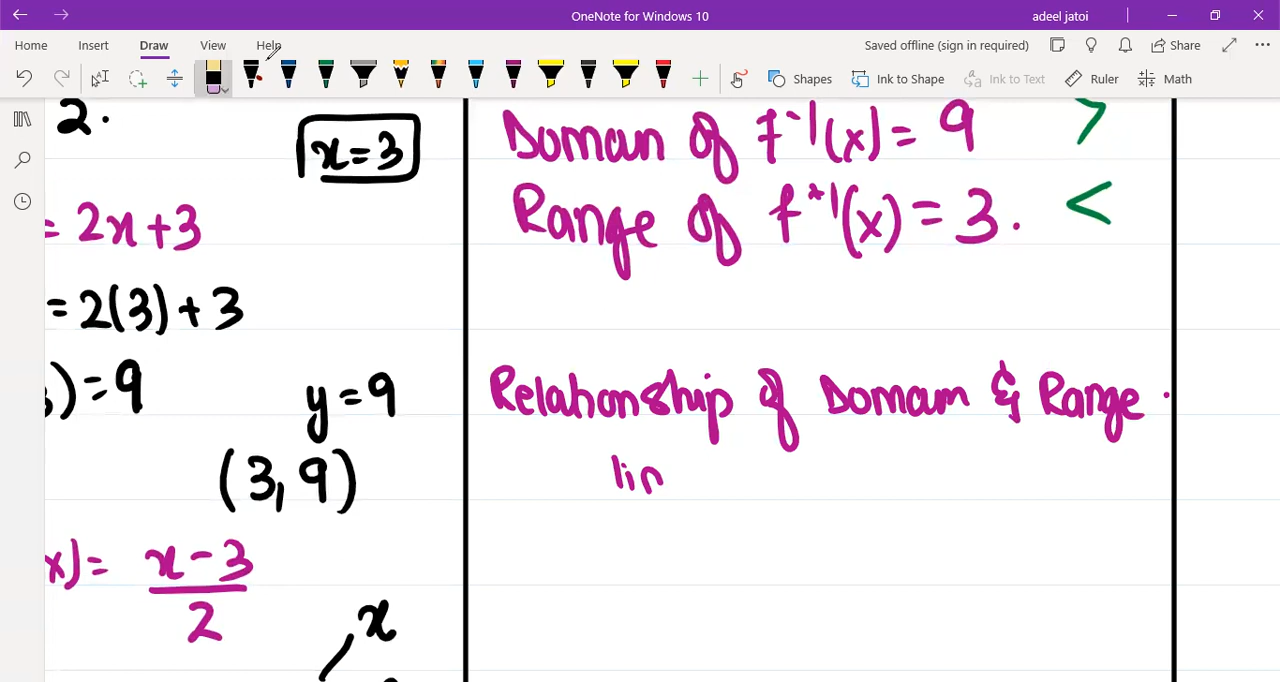 OneNote for Windows 10
adeel jatoi
Home Insert Draw View Help
Saved offline (sign in required)
Share
Shapes
Ink to Shape
Ink to Text
Ruler
Math
2.
x=3
= 2x+3
= 2(3)+3
)=9
y=9
(3,9)
x)= x-3
2
x
Domain of f⁻¹(x)=9 >
Range of f⁻¹(x)=3. <
Relationship of Domain & Range.
lin